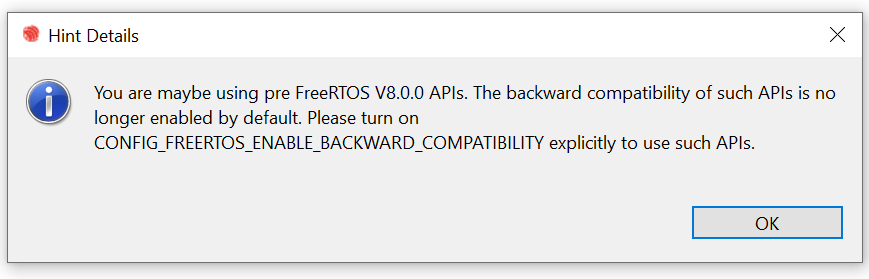 Hint Details
You are maybe using pre FreeRTOS V8.0.0 APIs. The backward compatibility of such APIs is no
longer enabled by default. Please turn on
CONFIG_FREERTOS_ENABLE_BACKWARD_COMPATIBILITY explicitly to use such APIs.
OK